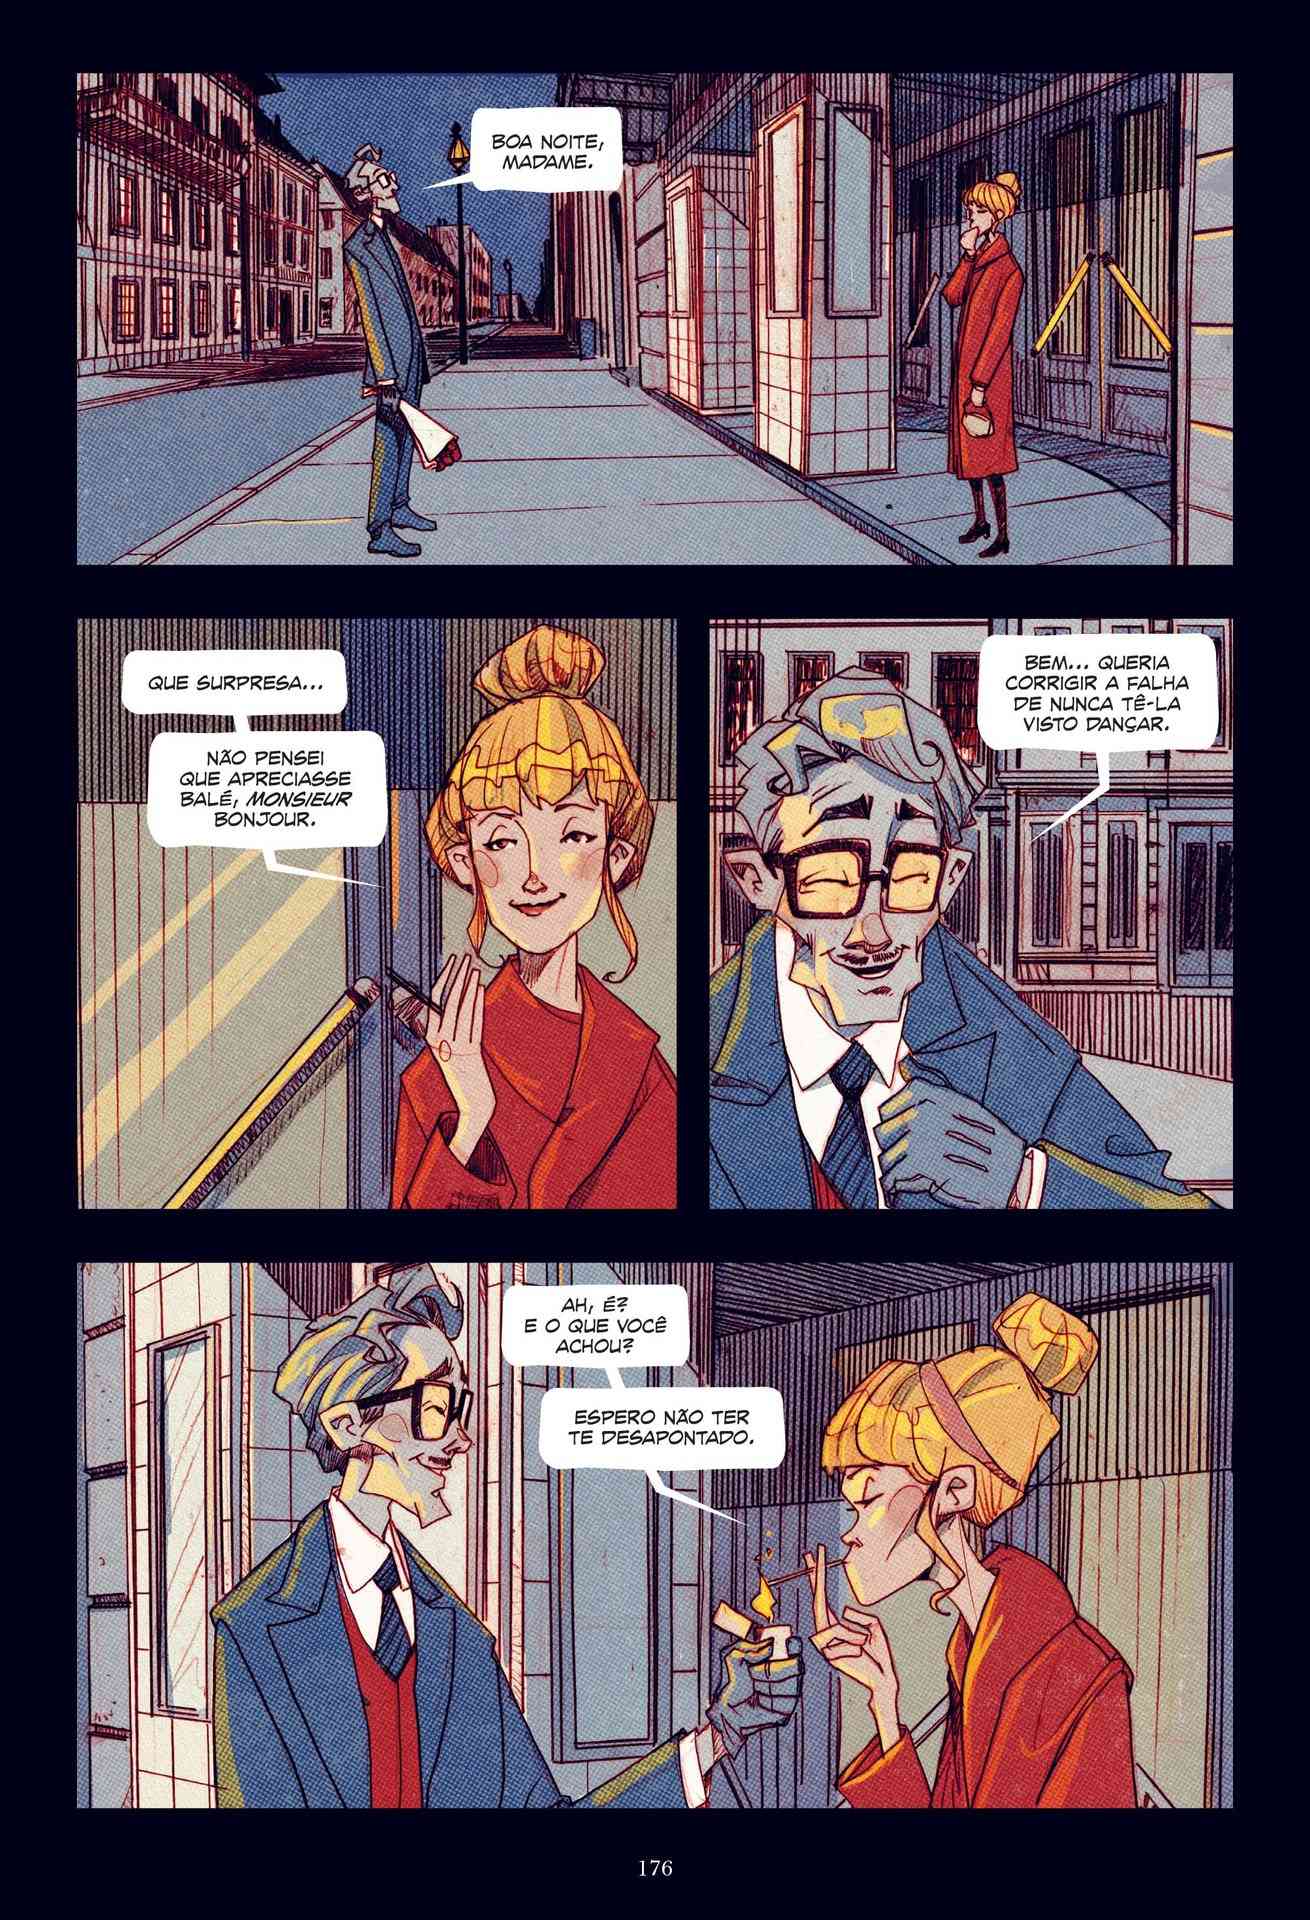 BOA NOITE,
MADAME.
QUE SURPRESA...
NÃO PENSEI
QUE APRECIASSE
BALÉ, MONSIEUR
BONJOUR.
BEM... QUERIA
CORRIGIR A FALHA
DE NUNCA TÊ-LA
VISTO DANÇAR.
AH, É?
E O QUE VOCÊ
ACHOU?
ESPERO NÃO TER
TE DESAPONTADO.
176